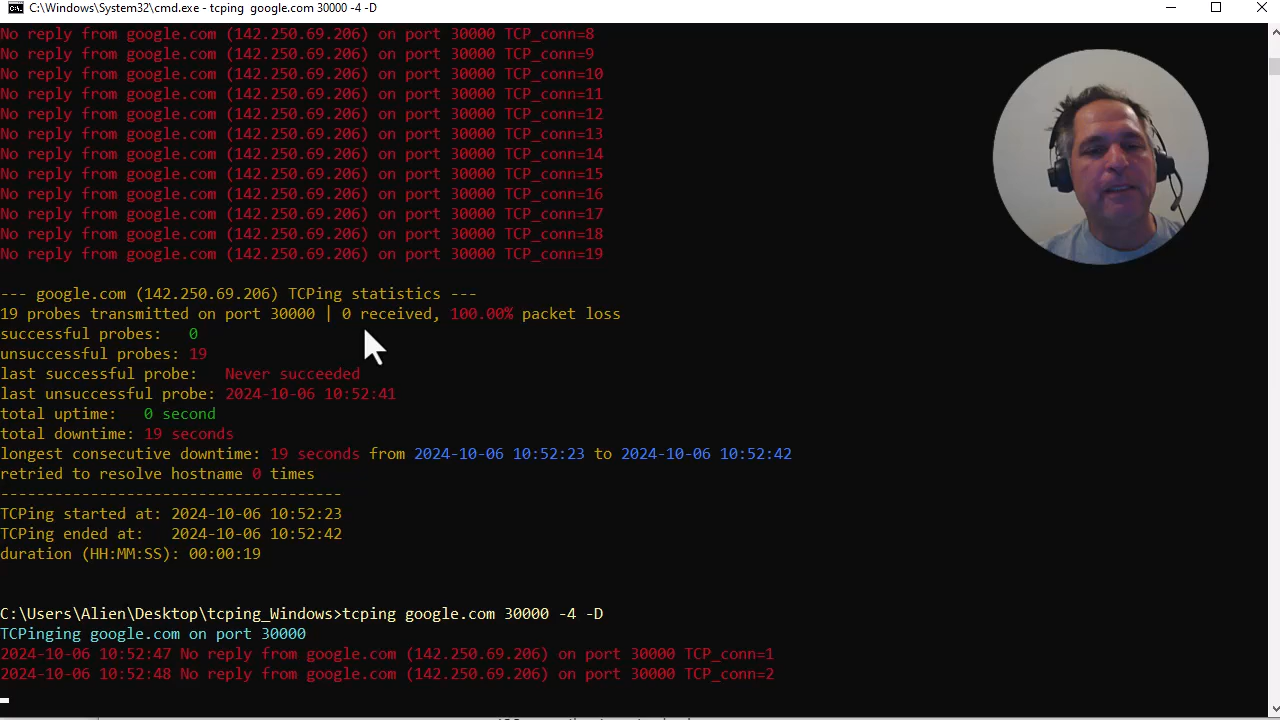 C:\Windows\System32\cmd.exe - tcping  google.com 30000 -4 -D
No reply from google.com (142.250.69.206) on port 30000 TCP_conn=8
No reply from google.com (142.250.69.206) on port 30000 TCP_conn=9
No reply from google.com (142.250.69.206) on port 30000 TCP_conn=10
No reply from google.com (142.250.69.206) on port 30000 TCP_conn=11
No reply from google.com (142.250.69.206) on port 30000 TCP_conn=12
No reply from google.com (142.250.69.206) on port 30000 TCP_conn=13
No reply from google.com (142.250.69.206) on port 30000 TCP_conn=14
No reply from google.com (142.250.69.206) on port 30000 TCP_conn=15
No reply from google.com (142.250.69.206) on port 30000 TCP_conn=16
No reply from google.com (142.250.69.206) on port 30000 TCP_conn=17
No reply from google.com (142.250.69.206) on port 30000 TCP_conn=18
No reply from google.com (142.250.69.206) on port 30000 TCP_conn=19
--- google.com (142.250.69.206) TCPing statistics ---
19 probes transmitted on port 30000 | 0 received, 100.00% packet loss
successful probes:   0
unsuccessful probes: 19
last successful probe:   Never succeeded
last unsuccessful probe: 2024-10-06 10:52:41
total uptime:   0 second
total downtime: 19 seconds
longest consecutive downtime: 19 seconds from 2024-10-06 10:52:23 to 2024-10-06 10:52:42
retried to resolve hostname 0 times
--------------------------------------
TCPing started at: 2024-10-06 10:52:23
TCPing ended at:   2024-10-06 10:52:42
duration (HH:MM:SS): 00:00:19
C:\Users\Alien\Desktop\tcping_Windows>tcping google.com 30000 -4 -D
TCPinging google.com on port 30000
2024-10-06 10:52:47 No reply from google.com (142.250.69.206) on port 30000 TCP_conn=1
2024-10-06 10:52:48 No reply from google.com (142.250.69.206) on port 30000 TCP_conn=2